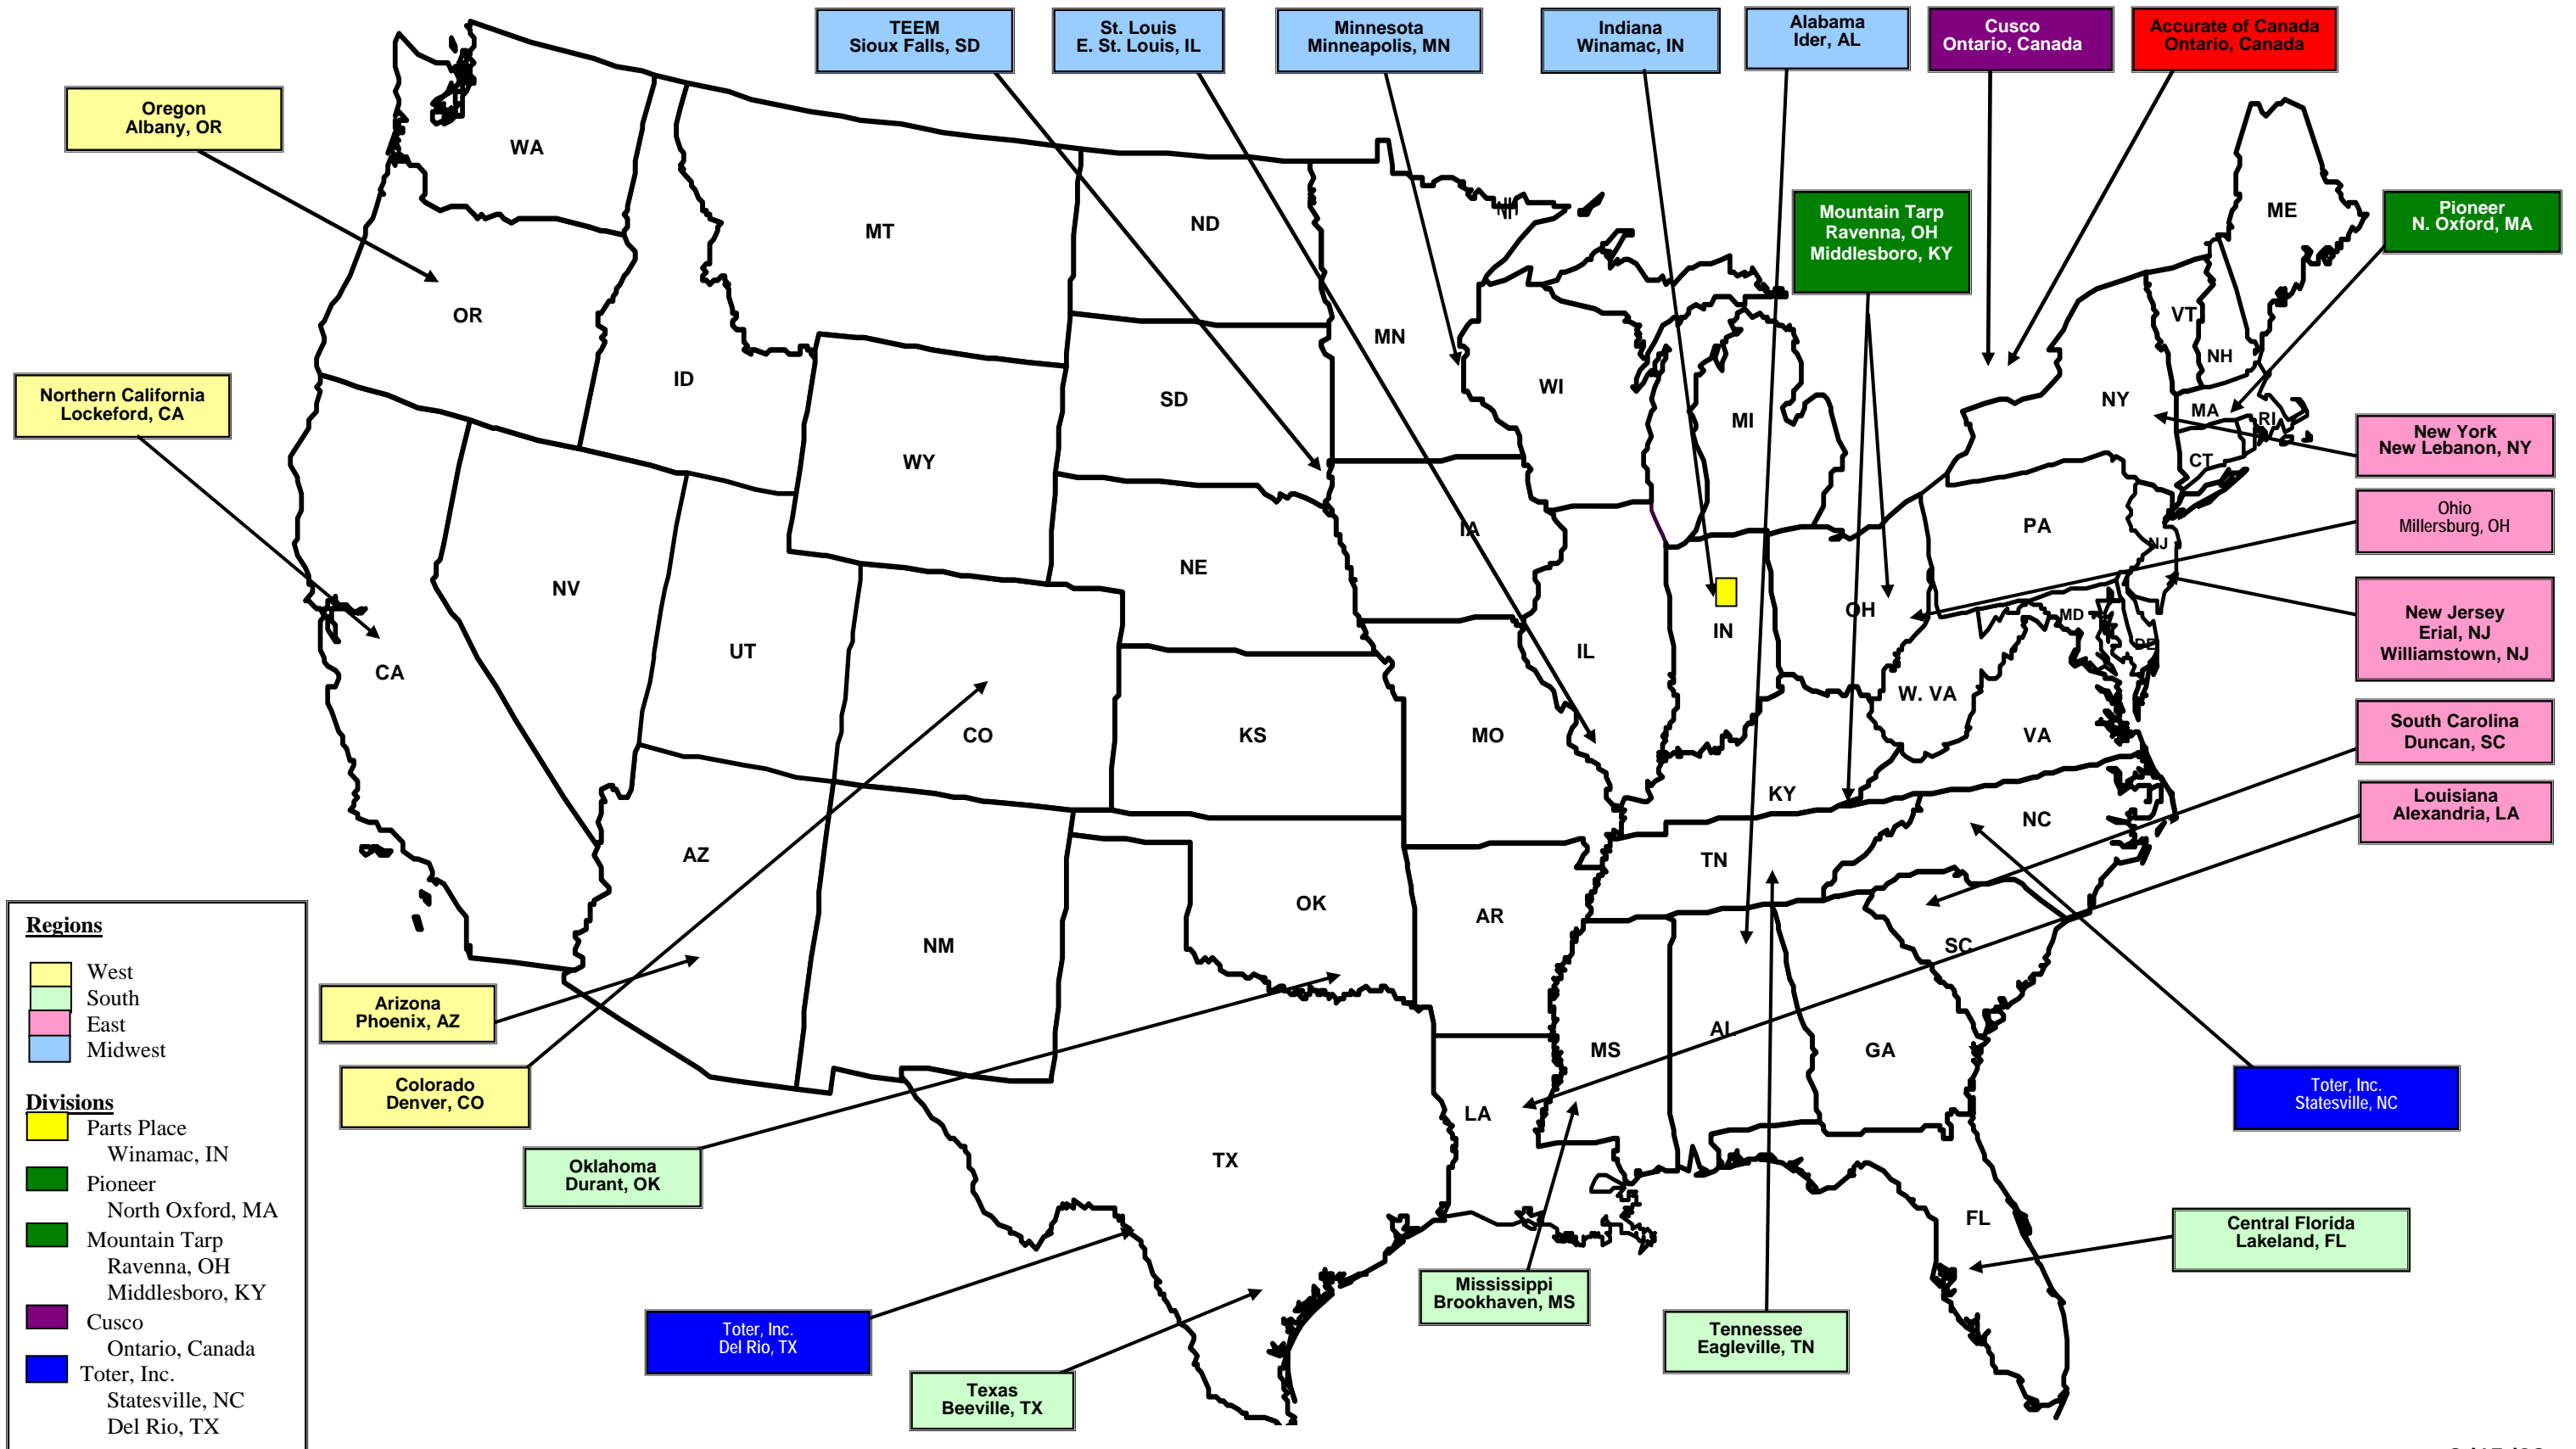 TEEM
Sioux Falls, SD
St. Louis
E. St. Louis, IL
Minnesota
Minneapolis, MN
Indiana
Winamac, IN
Alabama
Ider, AL
Cusco
Ontario, Canada
Accurate of Canada
Ontario, Canada
Oregon
Albany, OR
Mountain Tarp
Ravenna, OH
Middlesboro, KY
Pioneer
N. Oxford, MA
Northern California
Lockeford, CA
New York
New Lebanon, NY
Ohio
Millersburg, OH
New Jersey
Erial, NJ
Williamstown, NJ
South Carolina
Duncan, SC
Louisiana
Alexandria, LA
Arizona
Phoenix, AZ
Colorado
Denver, CO
Oklahoma
Durant, OK
Toter, Inc.
Del Rio, TX
Texas
Beeville, TX
Mississippi
Brookhaven, MS
Tennessee
Eagleville, TN
Central Florida
Lakeland, FL
Toter, Inc.
Statesville, NC
WA
OR
CA
ID
NV
MT
WY
UT
AZ
CO
NM
ND
SD
NE
KS
OK
TX
MN
IA
MO
AR
LA
WI
IL
MI
IN
OH
KY
TN
MS
AL
GA
FL
SC
NC
VA
W. VA
MD
DE
NJ
PA
NY
CT
RI
MA
VT
NH
ME
Regions
West
South
East
Midwest
Divisions
Parts Place
Winamac, IN
Pioneer
North Oxford, MA
Mountain Tarp
Ravenna, OH
Middlesboro, KY
Cusco
Ontario, Canada
Toter, Inc.
Statesville, NC
Del Rio, TX